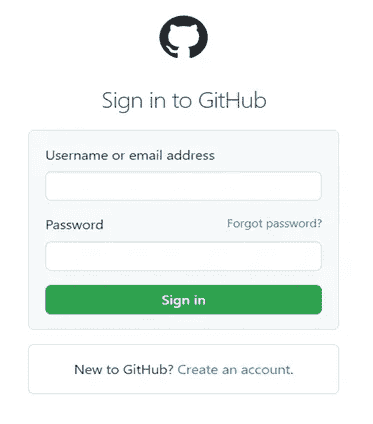 Sign in to GitHub
Username or email address
Password Forgot password?
Sign in
New to GitHub? Create an account.